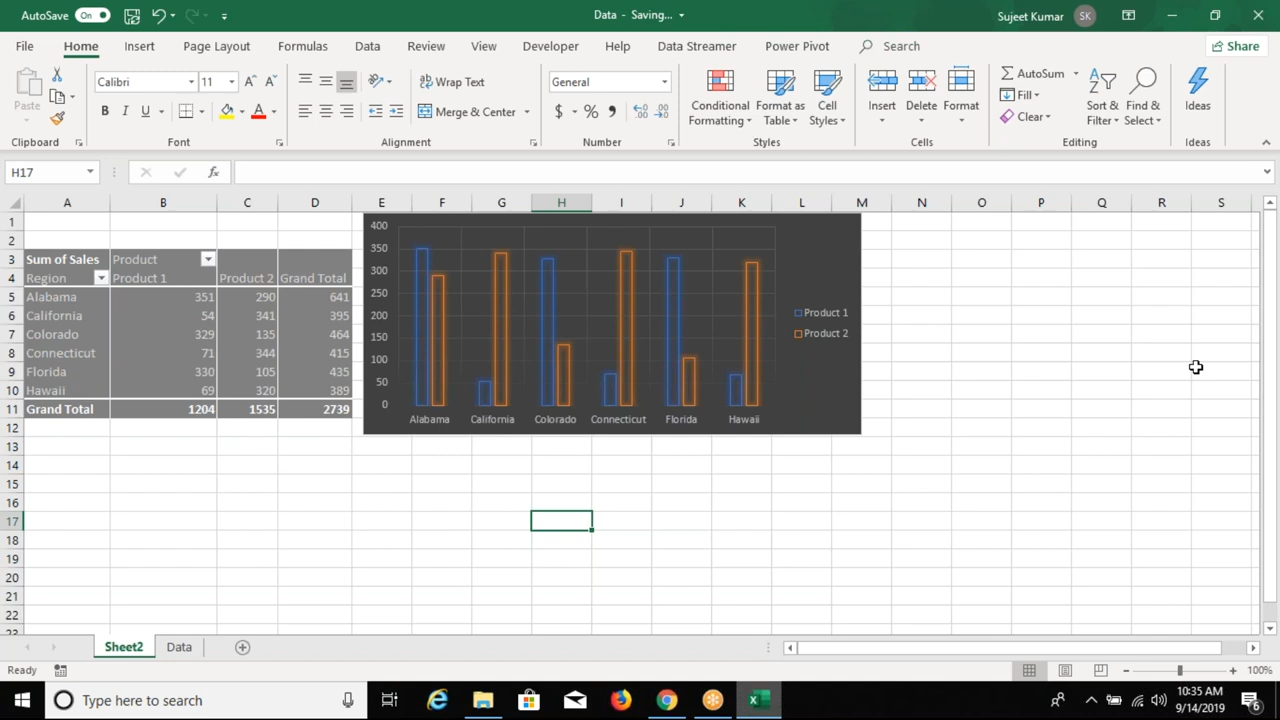 AutoSave On Data - Saving... Sujeet Kumar SK
File Home Insert Page Layout Formulas Data Review View Developer Help Data Streamer Power Pivot Search Share
Paste Calibri 11 Wrap Text General Conditional Formatting Format as Table Cell Styles Insert Delete Format AutoSum Fill Clear Sort & Filter Find & Select Ideas
B I U Merge & Center $ %
Clipboard Font Alignment Number Styles Cells Editing Ideas
H17 fx
A B C D E F G H I J K L M N O P Q R S
1
2
3 Sum of Sales Product
4 Region Product 1 Product 2 Grand Total
5 Alabama 351 290 641
6 California 54 341 395
7 Colorado 329 135 464
8 Connecticut 71 344 415
9 Florida 330 105 435
10 Hawaii 69 320 389
11 Grand Total 1204 1535 2739
12
13
14
15
16
17
18
19
20
21
22
23
400
350
300
250
200
150
100
50
0
Alabama California Colorado Connecticut Florida Hawaii
Product 1
Product 2
Sheet2 Data
Ready 100%
Type here to search
10:35 AM
9/14/2019
6